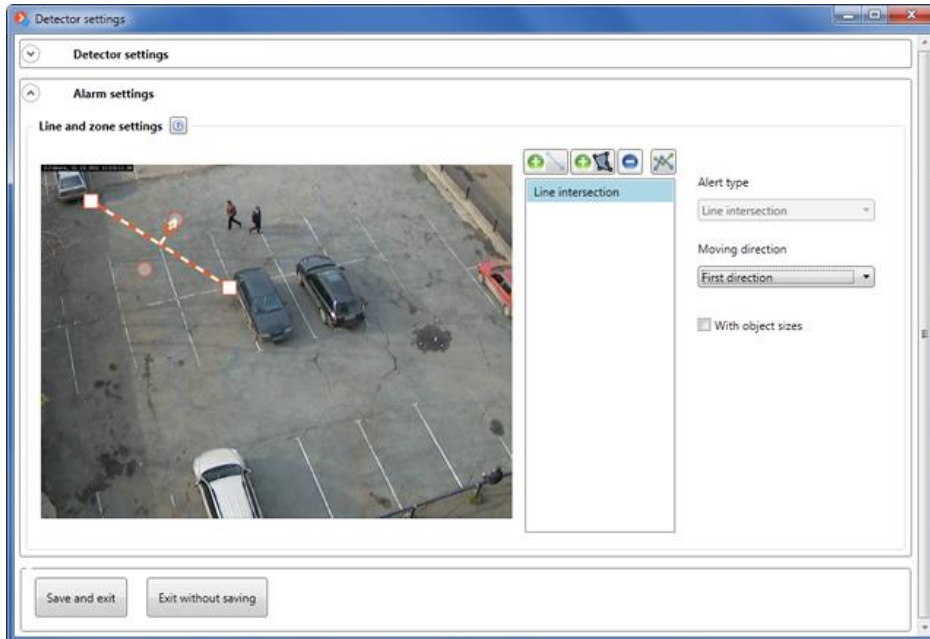 Detector settings
Detector settings
Alarm settings
Line and zone settings
Line intersection
Alert type
Line intersection
Moving direction
First direction
With object sizes
Save and exit
Exit without saving